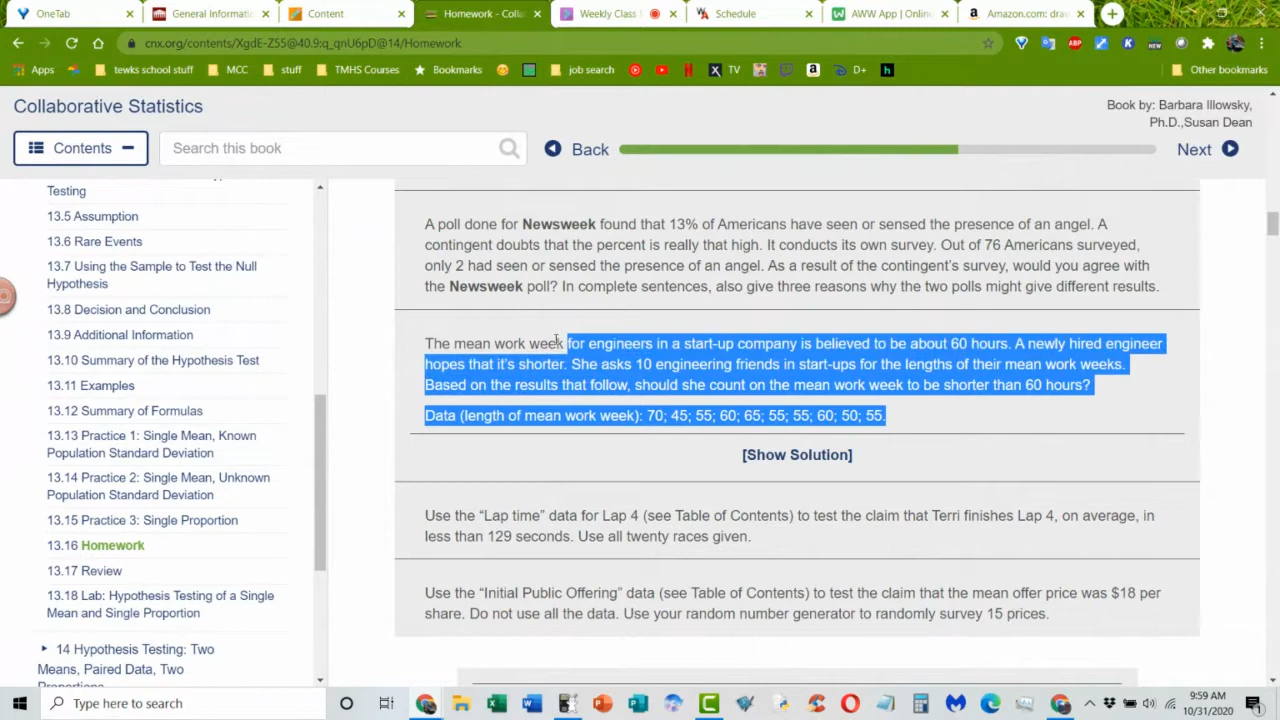 OneTab
General Informati
Content
Homework - Colla
Weekly Class
Schedule
AWW App | Online
Amazon.com: dra
cnx.org/contents/XgdE-Z55@40.9:q_qnU6pD@14/Homework
Apps
tewks school stuff
MCC
stuff
TMHS Courses
Bookmarks
job search
TV
D+
Other bookmarks
Collaborative Statistics
Book by: Barbara Illowsky,
Ph.D.,Susan Dean
Contents
Search this book
Back
Next
Testing
13.5 Assumption
13.6 Rare Events
13.7 Using the Sample to Test the Null
Hypothesis
13.8 Decision and Conclusion
13.9 Additional Information
13.10 Summary of the Hypothesis Test
13.11 Examples
13.12 Summary of Formulas
13.13 Practice 1: Single Mean, Known
Population Standard Deviation
13.14 Practice 2: Single Mean, Unknown
Population Standard Deviation
13.15 Practice 3: Single Proportion
13.16 Homework
13.17 Review
13.18 Lab: Hypothesis Testing of a Single
Mean and Single Proportion
14 Hypothesis Testing: Two
Means, Paired Data, Two
A poll done for Newsweek found that 13% of Americans have seen or sensed the presence of an angel. A
contingent doubts that the percent is really that high. It conducts its own survey. Out of 76 Americans surveyed,
only 2 had seen or sensed the presence of an angel. As a result of the contingent's survey, would you agree with
the Newsweek poll? In complete sentences, also give three reasons why the two polls might give different results.
The mean work week for engineers in a start-up company is believed to be about 60 hours. A newly hired engineer
hopes that it's shorter. She asks 10 engineering friends in start-ups for the lengths of their mean work weeks.
Based on the results that follow, should she count on the mean work week to be shorter than 60 hours?
Data (length of mean work week): 70; 45; 55; 60; 65; 55; 55; 60; 50; 55.
[Show Solution]
Use the “Lap time” data for Lap 4 (see Table of Contents) to test the claim that Terri finishes Lap 4, on average, in
less than 129 seconds. Use all twenty races given.
Use the “Initial Public Offering” data (see Table of Contents) to test the claim that the mean offer price was $18 per
share. Do not use all the data. Use your random number generator to randomly survey 15 prices.
Type here to search
9:59 AM
10/31/2020